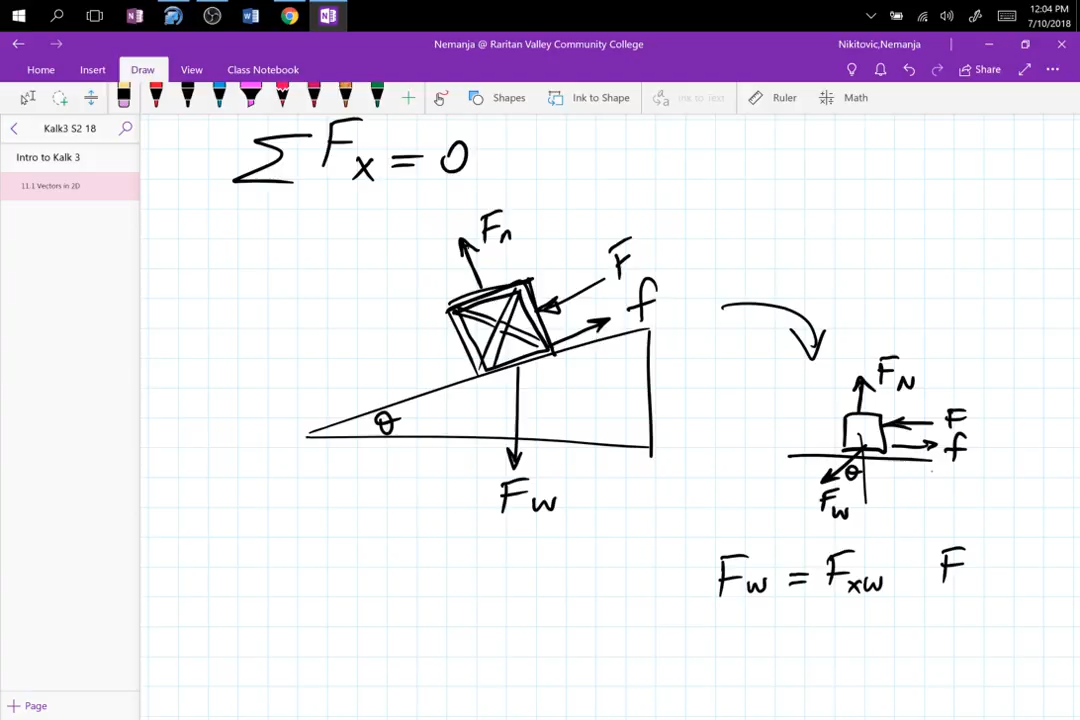 12:04 PM
7/10/2018
Nemanja @ Raritan Valley Community College
Nikitovic,Nemanja
Home Insert Draw View Class Notebook
Share
Shapes
Ink to Shape
Ink to Text
Ruler
Math
Kalk3 S2 18
Intro to Kalk 3
11.1 Vectors in 2D
Page
∑ Fx = 0
Fn
F
f
θ
Fw
FN
F
f
θ
Fw
Fw = Fxw F